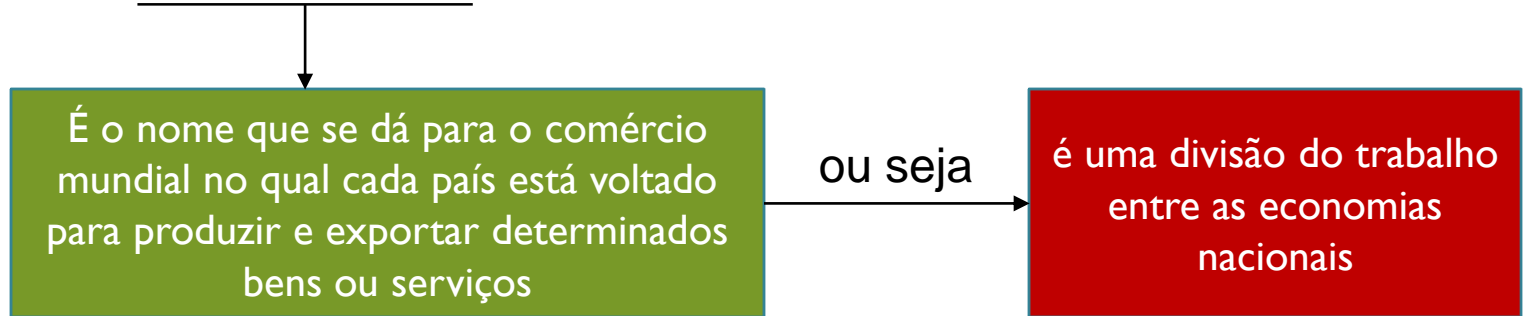 É o nome que se dá para o comércio
mundial no qual cada país está voltado
para produzir e exportar determinados
bens ou serviços
ou seja
é uma divisão do trabalho
entre as economias
nacionais